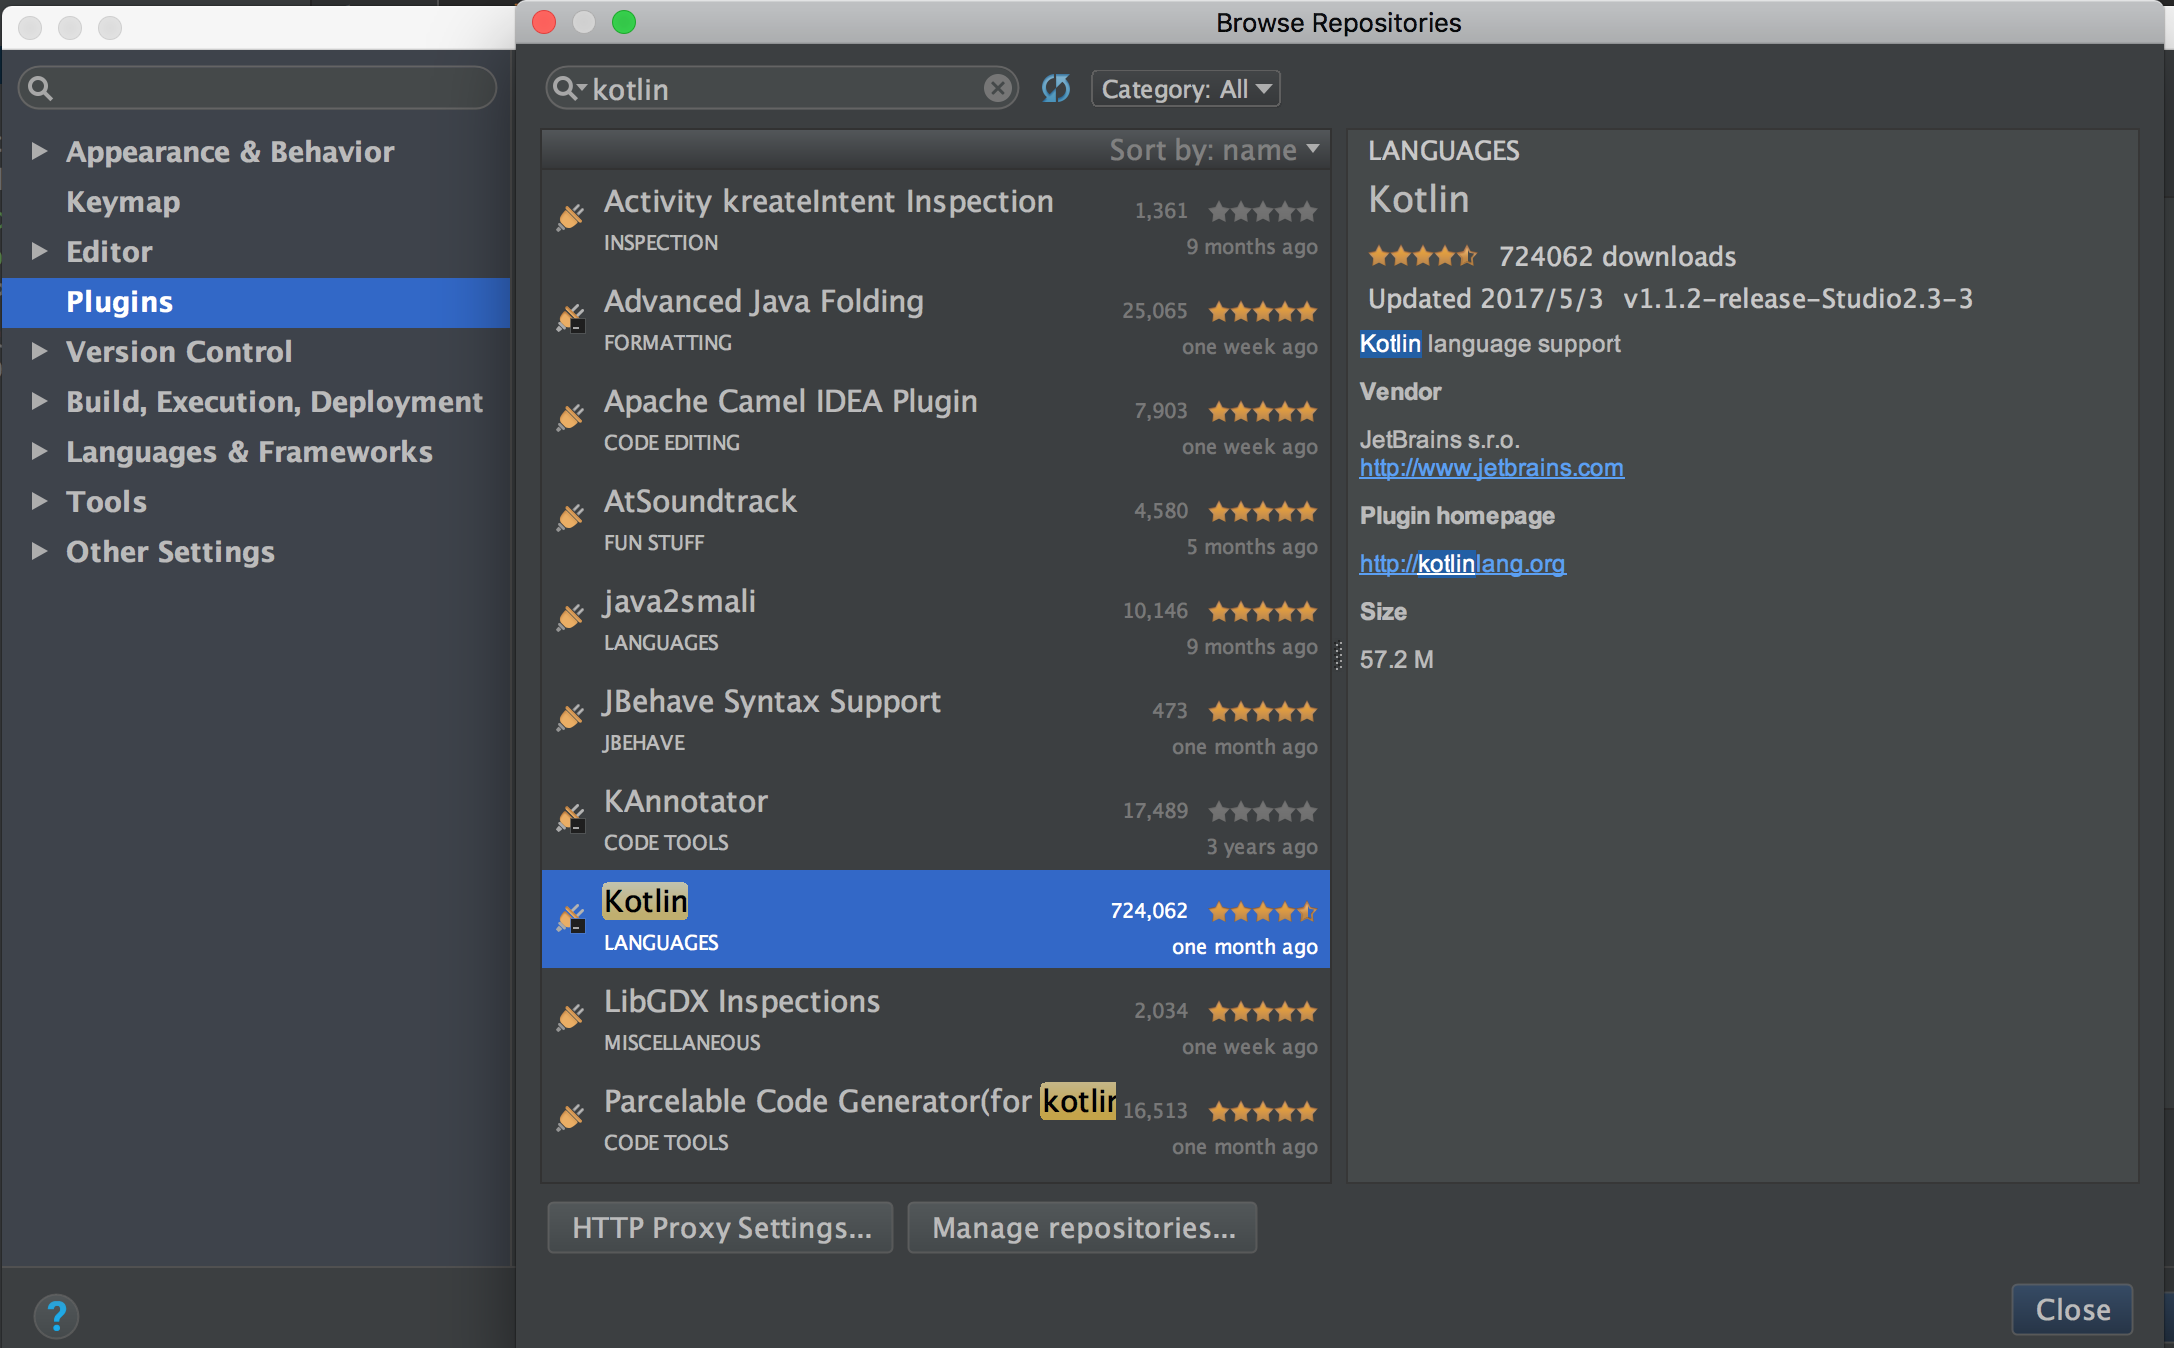 Browse Repositories
kotlin
Category: All
Appearance & Behavior
Keymap
Editor
Plugins
Version Control
Build, Execution, Deployment
Languages & Frameworks
Tools
Other Settings
?
Sort by: name
Activity kreateIntent Inspection 1,361
INSPECTION 9 months ago
Advanced Java Folding 25,065
FORMATTING one week ago
Apache Camel IDEA Plugin 7,903
CODE EDITING one week ago
AtSoundtrack 4,580
FUN STUFF 5 months ago
java2smali 10,146
LANGUAGES 9 months ago
JBehave Syntax Support 473
JBEHAVE one month ago
KAnnotator 17,489
CODE TOOLS 3 years ago
Kotlin 724,062
LANGUAGES one month ago
LibGDX Inspections 2,034
MISCELLANEOUS one week ago
Parcelable Code Generator(for kotlin 16,513
CODE TOOLS one month ago
HTTP Proxy Settings...
Manage repositories...
LANGUAGES
Kotlin
724062 downloads
Updated 2017/5/3 v1.1.2-release-Studio2.3-3
Kotlin language support
Vendor
JetBrains s.r.o.
http://www.jetbrains.com
Plugin homepage
http://kotlinlang.org
Size
57.2 M
Close